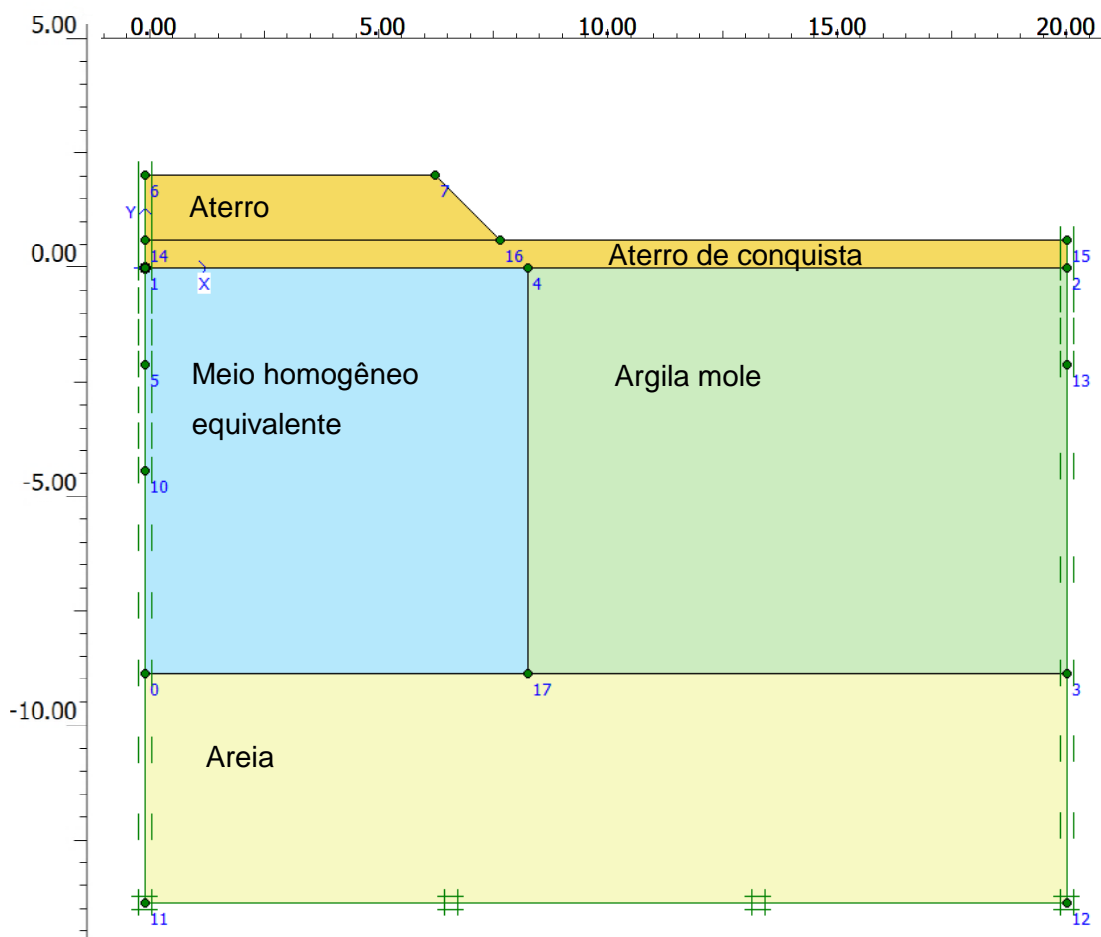 5.00 0.00 5.00 10.00 15.00 20.00
6 7
Aterro
Y
0.00 14 16 Aterro de conquista 15
1 X 4 2
Meio homogêneo
equivalente
Argila mole
5 13
-5.00 10
0 17 3
-10.00
Areia
11 12